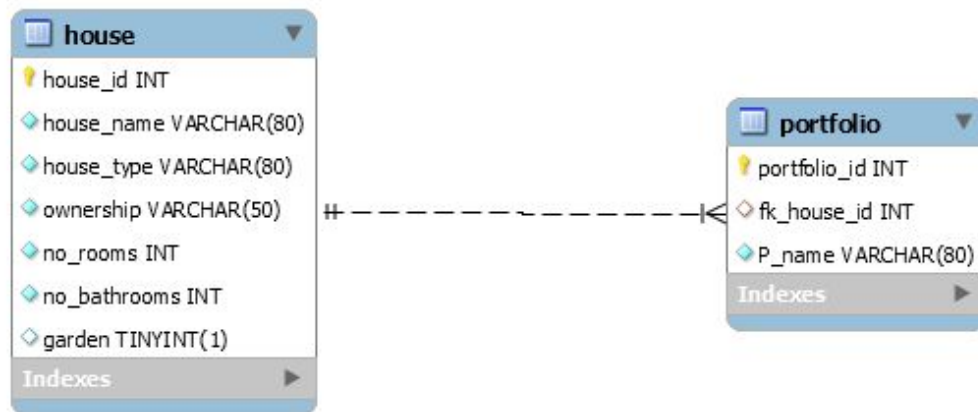 house
house_id INT
house_name VARCHAR(80)
house_type VARCHAR(80)
ownership VARCHAR(50)
no_rooms INT
no_bathrooms INT
garden TINYINT(1)
Indexes
portfolio
portfolio_id INT
fk_house_id INT
P_name VARCHAR(80)
Indexes